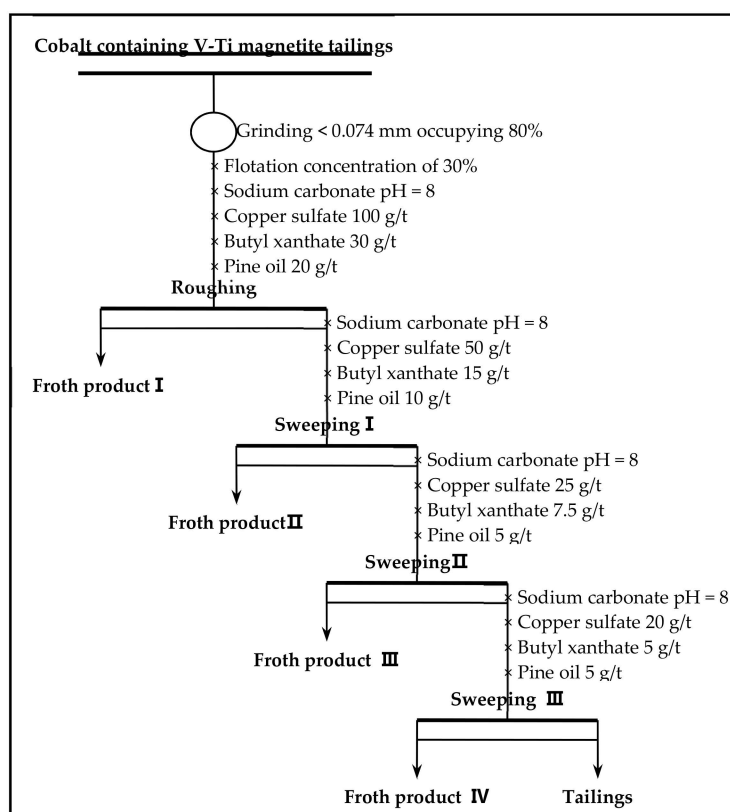 Cobalt containing V-Ti magnetite tailings
Grinding < 0.074 mm occupying 80%
× Flotation concentration of 30%
× Sodium carbonate pH = 8
× Copper sulfate 100 g/t
× Butyl xanthate 30 g/t
× Pine oil 20 g/t
Roughing
× Sodium carbonate pH = 8
× Copper sulfate 50 g/t
× Butyl xanthate 15 g/t
× Pine oil 10 g/t
Froth product Ⅰ
Sweeping Ⅰ
× Sodium carbonate pH = 8
× Copper sulfate 25 g/t
× Butyl xanthate 7.5 g/t
× Pine oil 5 g/t
Froth product Ⅱ
Sweeping Ⅱ
× Sodium carbonate pH = 8
× Copper sulfate 20 g/t
× Butyl xanthate 5 g/t
× Pine oil 5 g/t
Froth product Ⅲ
Sweeping Ⅲ
Froth product Ⅳ
Tailings